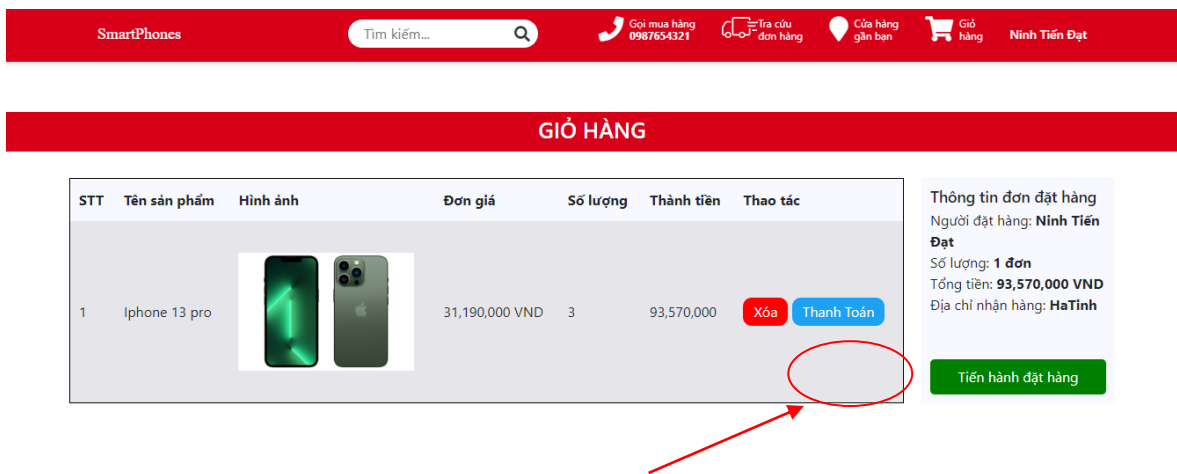 SmartPhones
Tìm kiếm...
Gọi mua hàng
0987654321
Tra cứu
đơn hàng
Cửa hàng
gần bạn
Giỏ
hàng
Ninh Tiến Đạt
GIỎ HÀNG
STT Tên sản phẩm Hình ảnh Đơn giá Số lượng Thành tiền Thao tác
1 Iphone 13 pro 31,190,000 VND 3 93,570,000 Xóa Thanh Toán
Thông tin đơn đặt hàng
Người đặt hàng: Ninh Tiến
Đạt
Số lượng: 1 đơn
Tổng tiền: 93,570,000 VND
Địa chỉ nhận hàng: HaTinh
Tiến hành đặt hàng